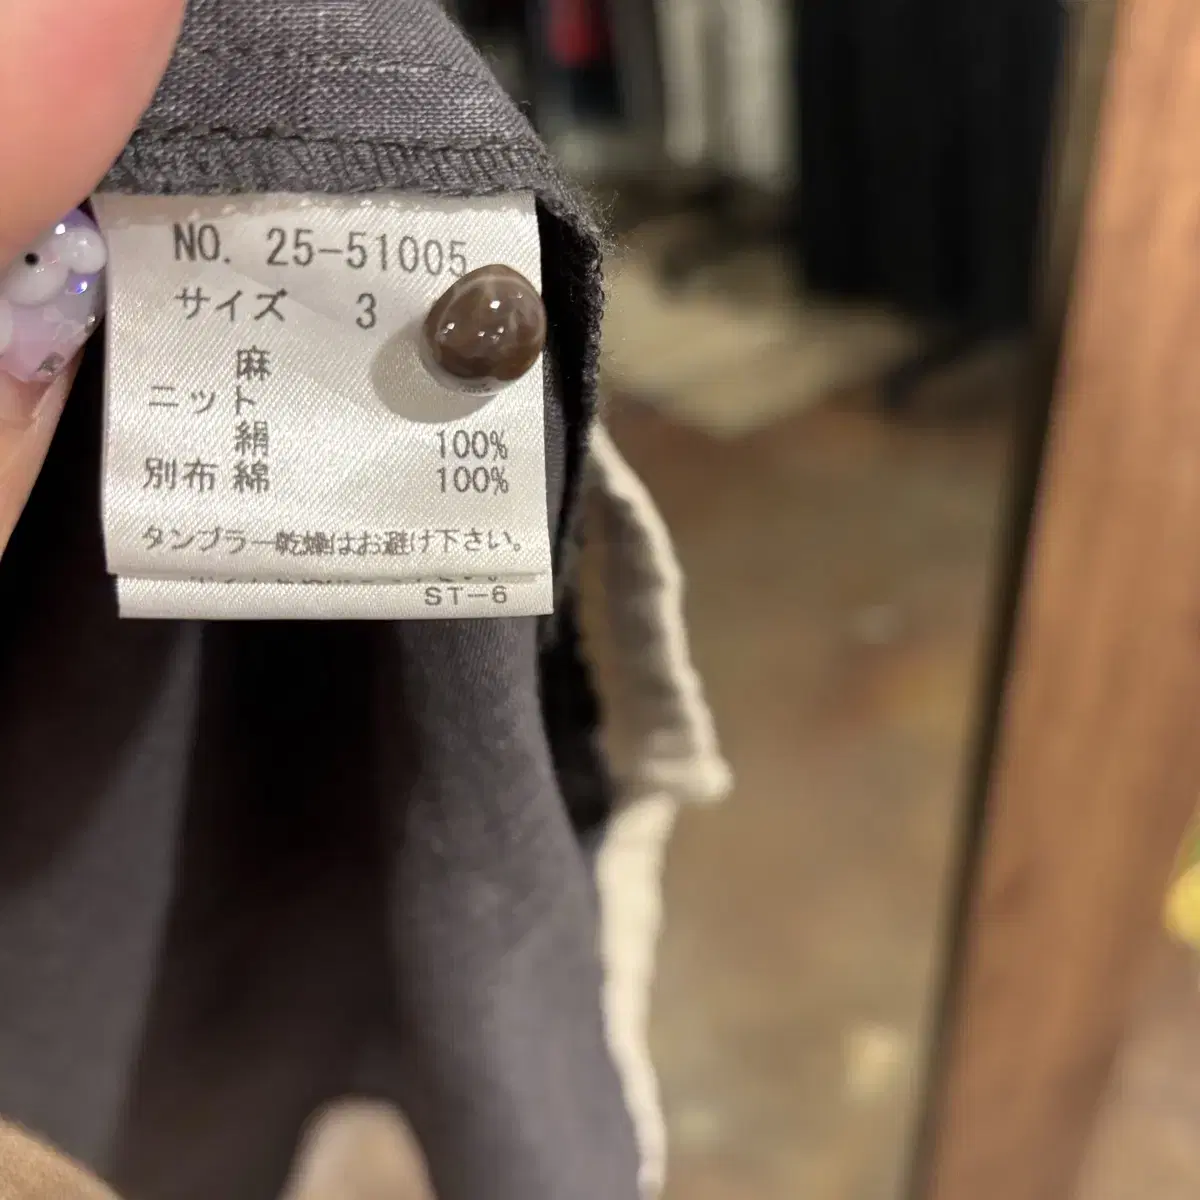 NO. 25-51005
サイズ 3
麻
ニット
絹 100%
別布 綿 100%
タンブラー乾燥はお避け下さい。
ST-6